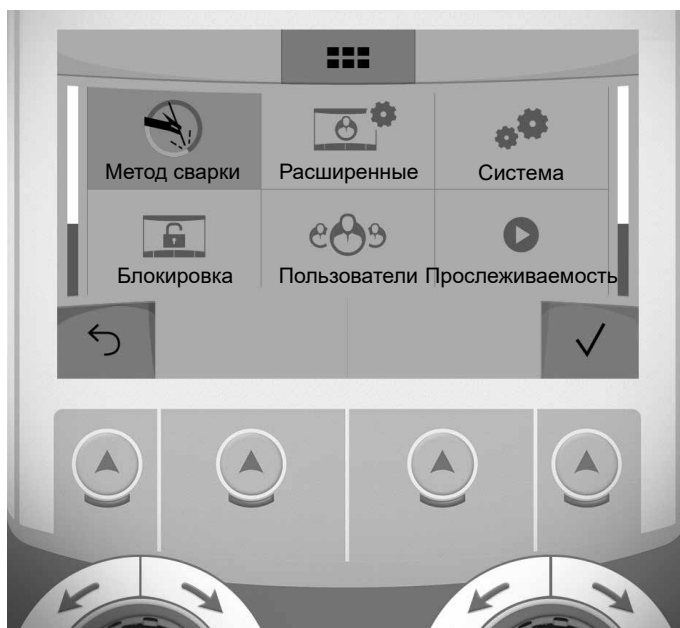 Метод сварки
Расширенные
Система
Блокировка
Пользователи
Прослеживаемость